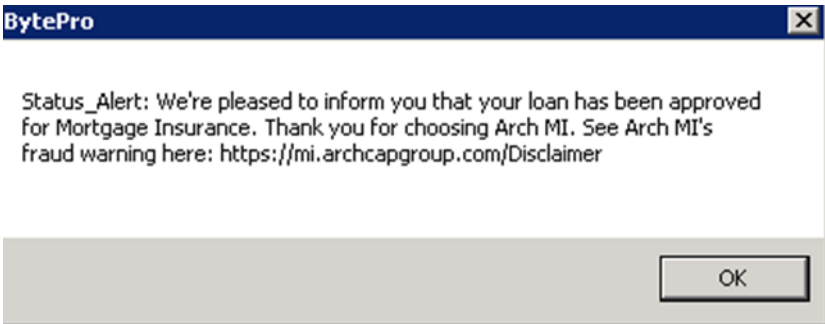 BytePro
Status_Alert: We're pleased to inform you that your loan has been approved
for Mortgage Insurance. Thank you for choosing Arch MI. See Arch MI's
fraud warning here: https://mi.archcapgroup.com/Disclaimer
OK